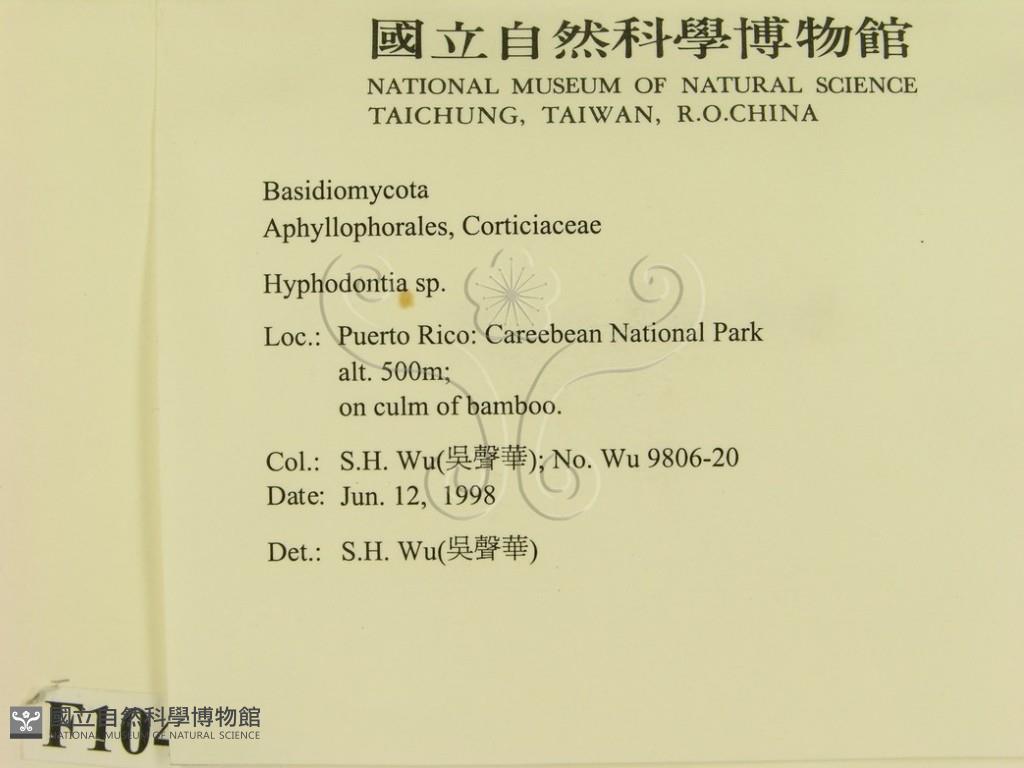 國立自然科學博物館
NATIONAL MUSEUM OF NATURAL SCIENCE
TAICHUNG, TAIWAN, R.O.CHINA
Basidiomycota
Aphyllophorales, Corticiaceae
Hyphodontia sp.
Loc.: Puerto Rico: Careebean National Park
alt. 500m;
on culm of bamboo.
Col.: S.H. Wu(吳聲華); No. Wu 9806-20
Date: Jun. 12, 1998
Det.: S.H. Wu(吳聲華)
F10
國立自然科學博物館
NATIONAL MUSEUM OF NATURAL SCIENCE